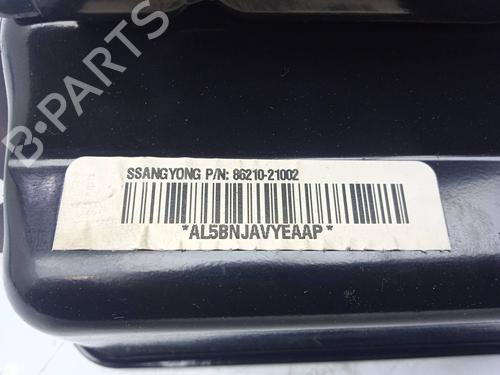 B-PARTS
SSANGYONG P/N: 86210-21002
*AL5BNJAVYEAAP*